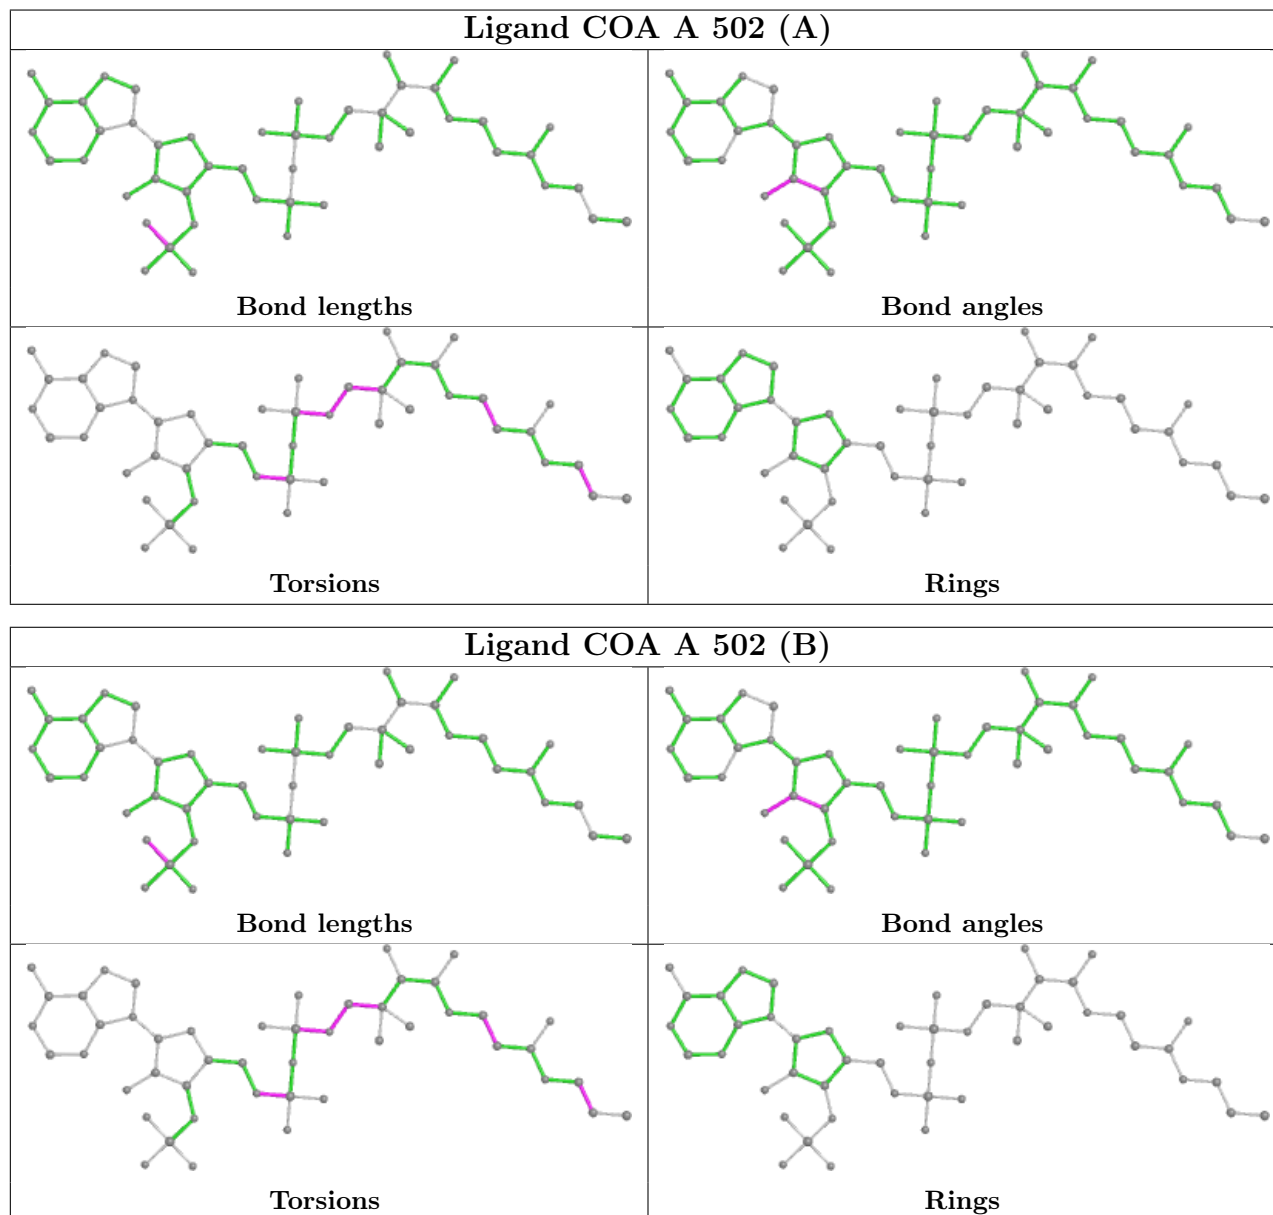 Ligand COA A 502 (A)
Bond lengths
Bond angles
Torsions
Rings
Ligand COA A 502 (B)
Bond lengths
Bond angles
Torsions
Rings